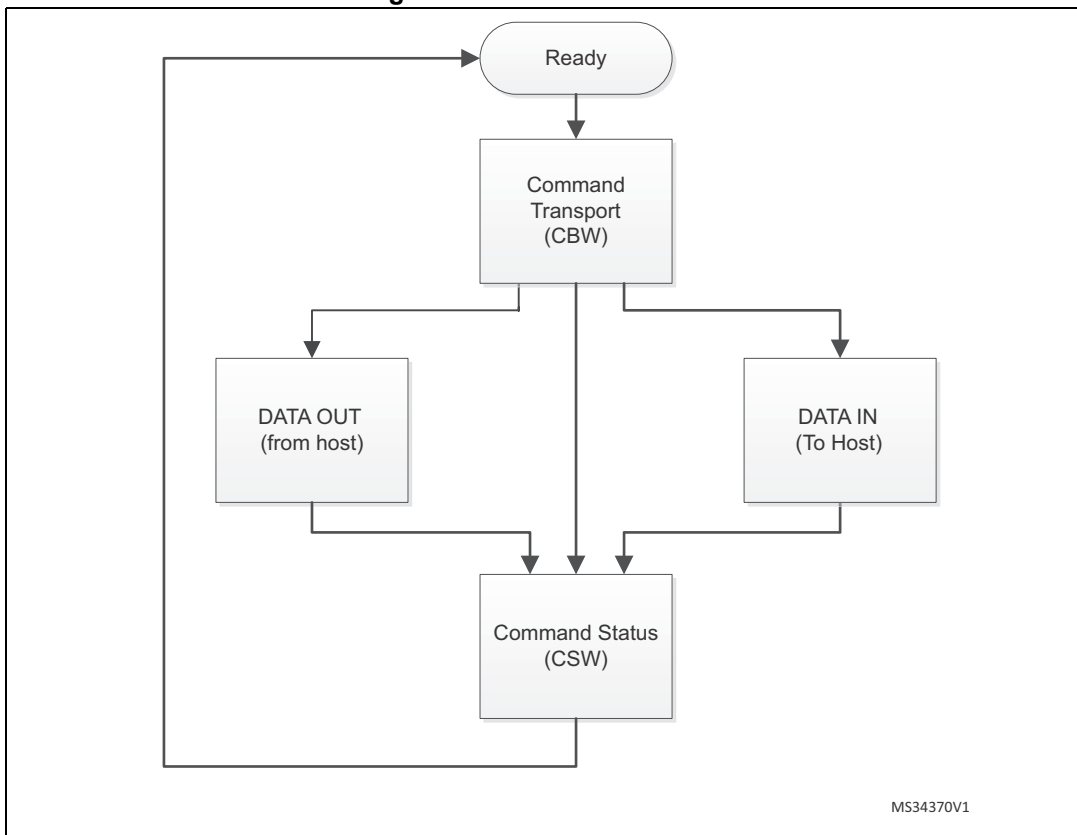 Ready
Command
Transport
(CBW)
DATA OUT
(from host)
DATA IN
(To Host)
Command Status
(CSW)
MS34370V1